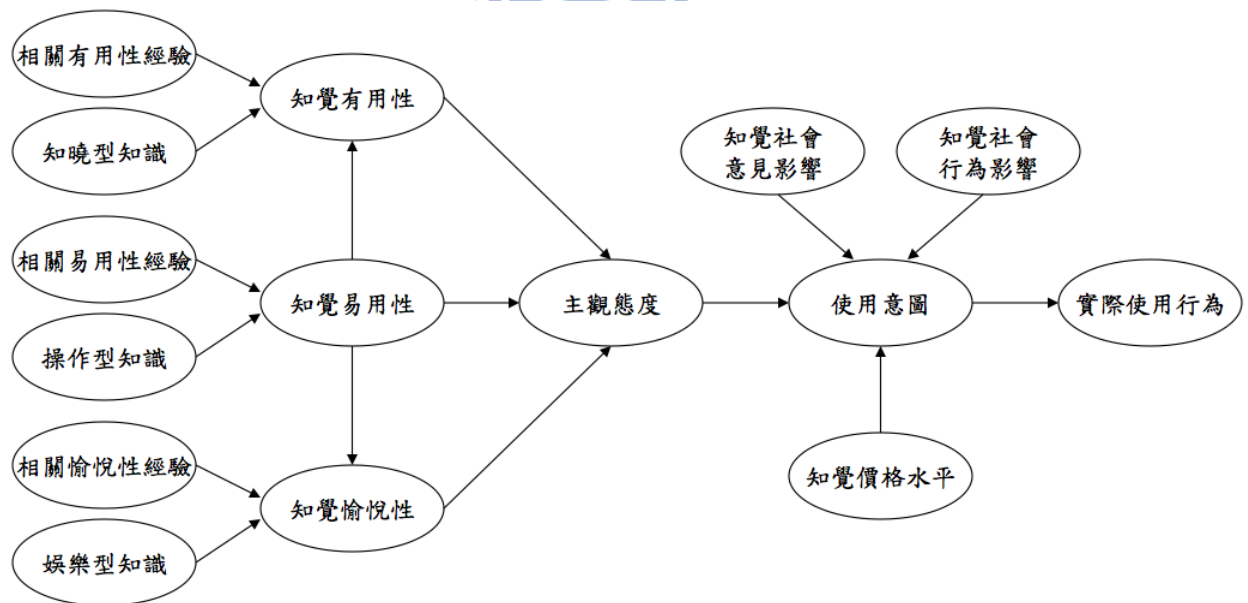 相關有用性經驗
知覺有用性
知曉型知識
知覺社會
意見影響
知覺社會
行為影響
相關易用性經驗
知覺易用性
主觀態度
使用意圖
實際使用行為
操作型知識
相關愉悅性經驗
知覺愉悅性
知覺價格水平
娛樂型知識